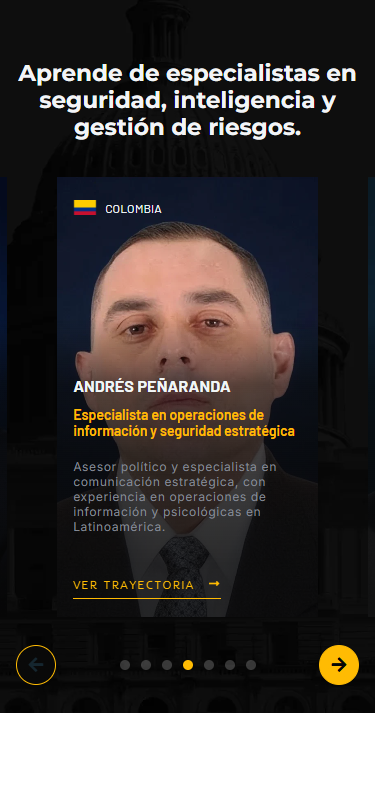 Aprende de especialistas en
seguridad, inteligencia y
gestión de riesgos.
COLOMBIA
ANDRÉS PEÑARANDA
Especialista en operaciones de
información y seguridad estratégica
Asesor político y especialista en
comunicación estratégica, con
experiencia en operaciones de
información y psicológicas en
Latinoamérica.
VER TRAYECTORIA